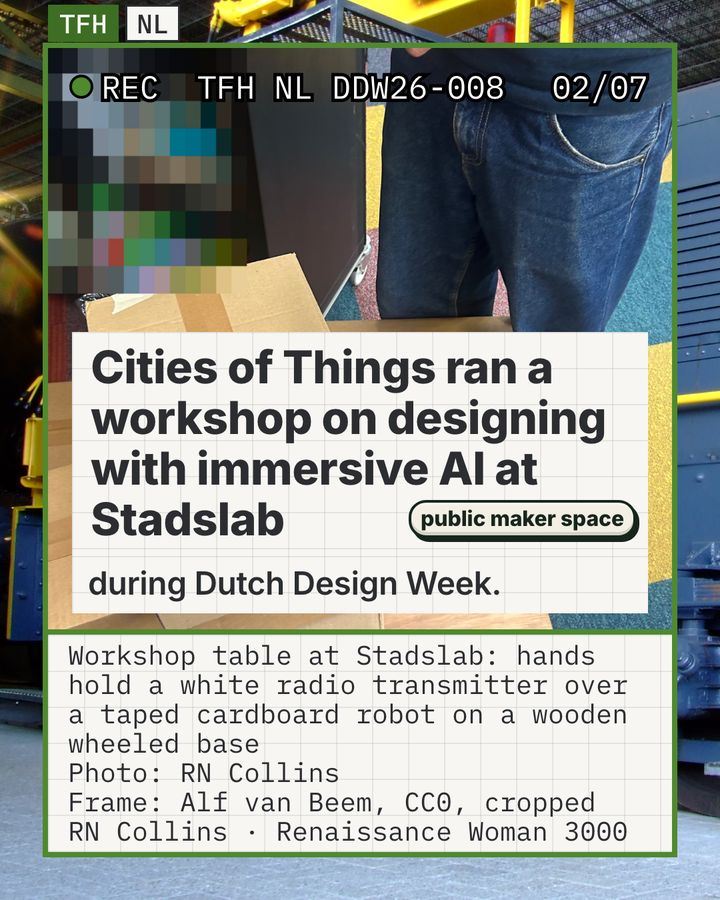 TFH NL
REC TFH NL DDW26-008 02/07
Cities of Things ran a
workshop on designing
with immersive AI at
Stadslab
public maker space
during Dutch Design Week.
Workshop table at Stadslab: hands
hold a white radio transmitter over
a taped cardboard robot on a wooden
wheeled base
Photo: RN Collins
Frame: Alf van Beem, CC0, cropped
RN Collins · Renaissance Woman 3000